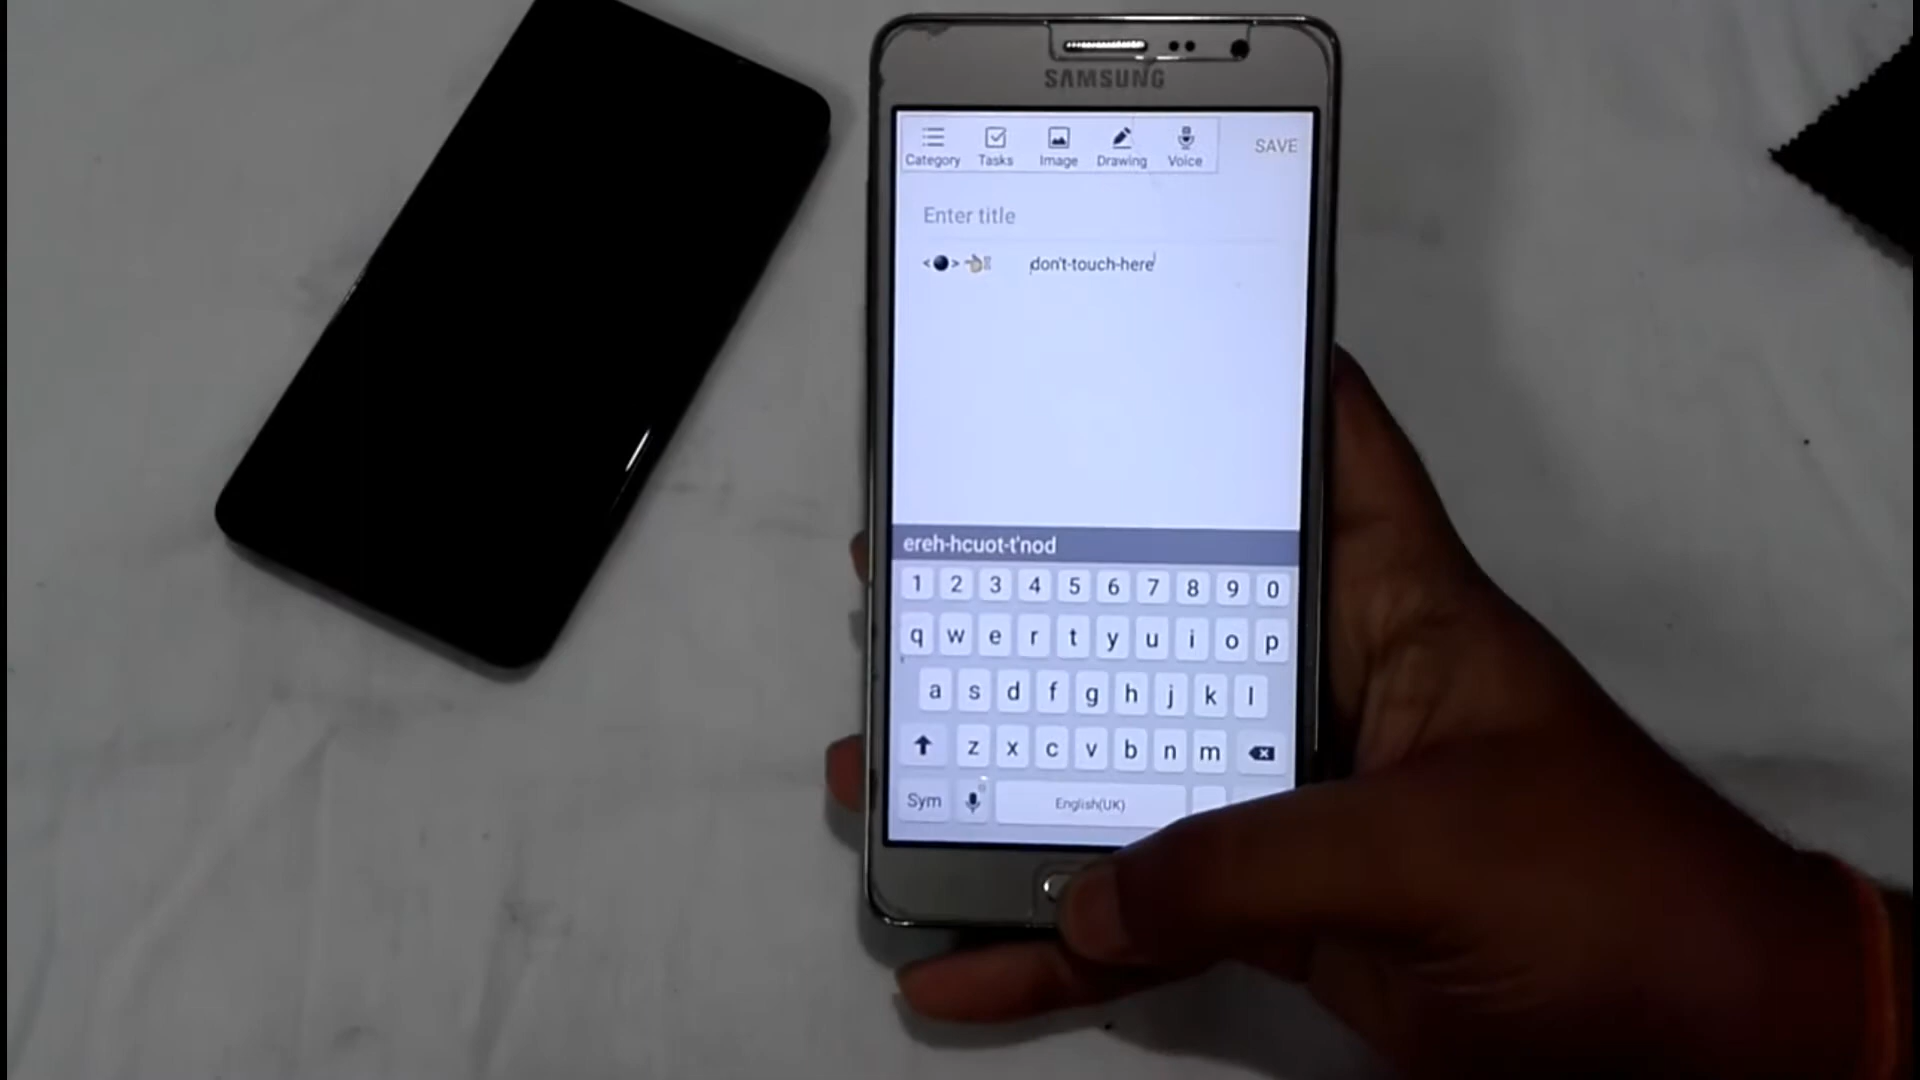 SAMSUNG
Category Tasks Image Drawing Voice SAVE
Enter title
<⚫> 👈 don't-touch-here
ereh-hcuot-t'nod
1 2 3 4 5 6 7 8 9 0
q w e r t y u i o p
a s d f g h j k l
z x c v b n m
Sym English(UK)